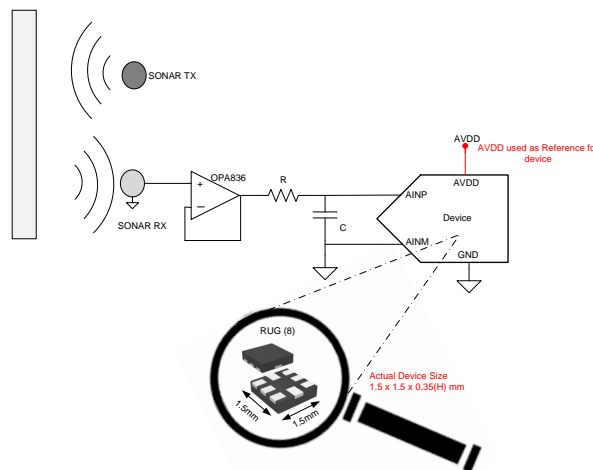 SONAR TX
SONAR RX
OPA836
+
–
R
C
AVDD
AVDD used as Reference fo
device
AVDD
AINP
Device
AINM
GND
RUG (8)
1.5mm
1.5mm
Actual Device Size
1.5 x 1.5 x 0.35(H) mm